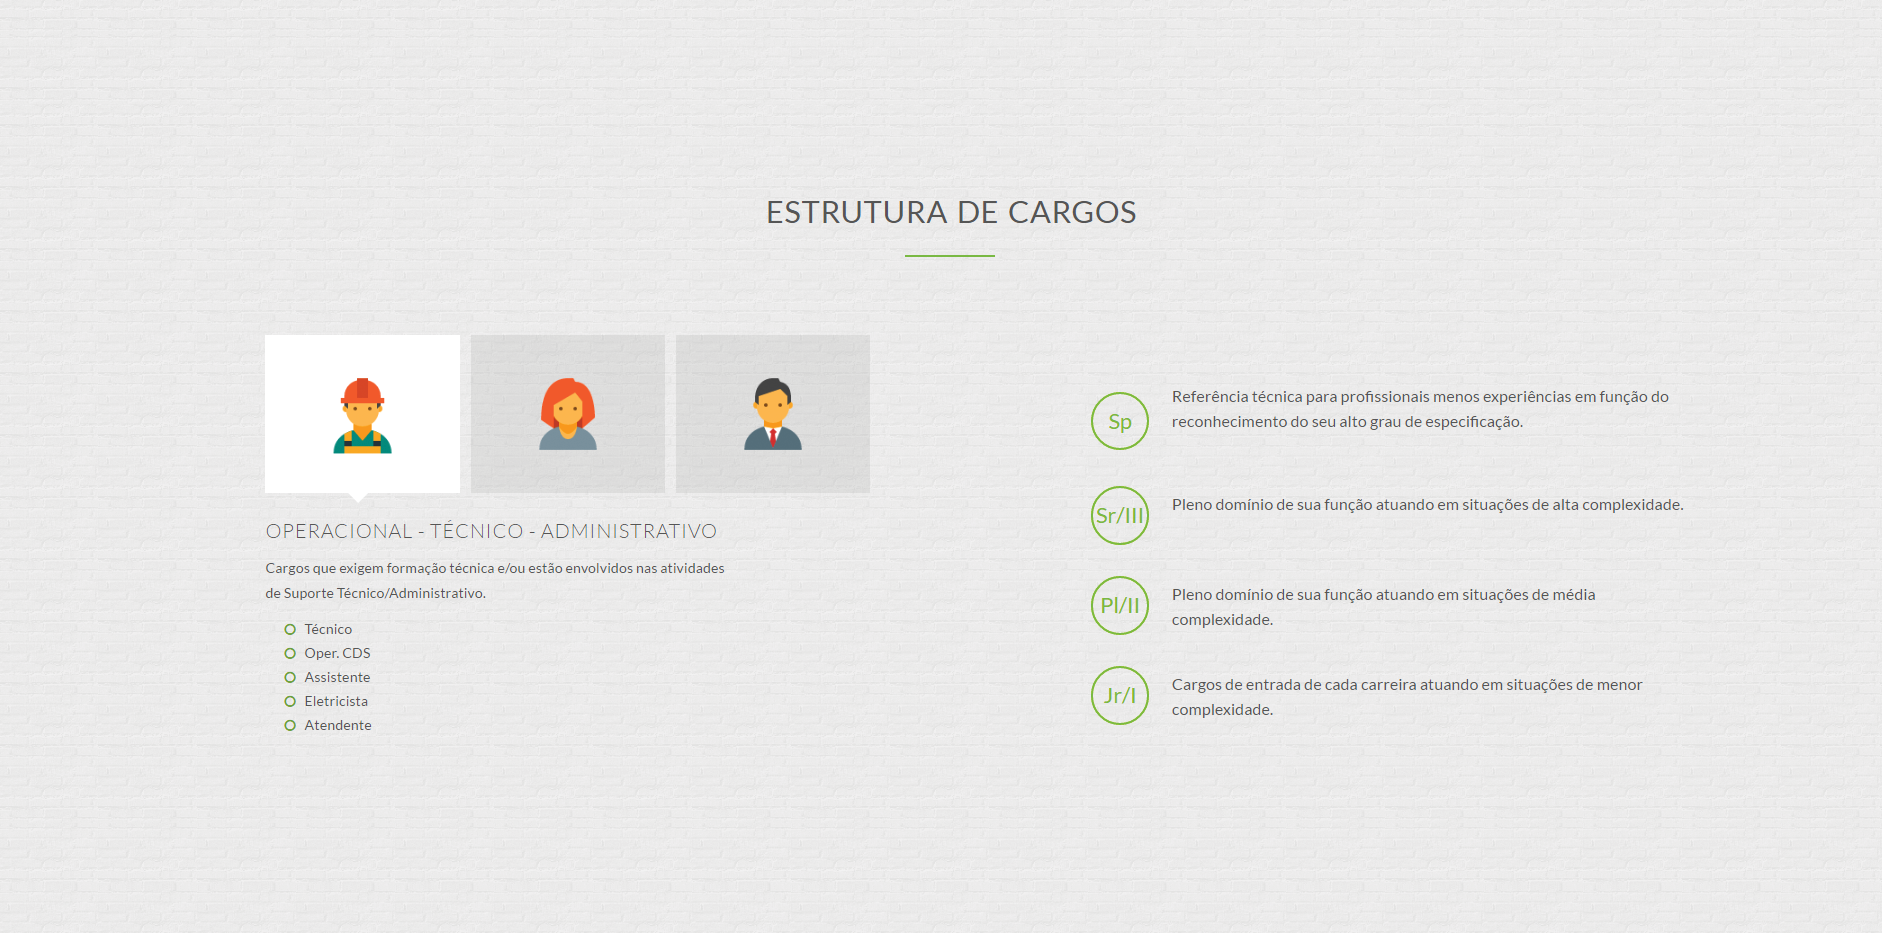 ESTRUTURA DE CARGOS
OPERACIONAL - TÉCNICO - ADMINISTRATIVO
Cargos que exigem formação técnica e/ou estão envolvidos nas atividades
de Suporte Técnico/Administrativo.
Técnico
Oper. CDS
Assistente
Eletricista
Atendente
Sp
Referência técnica para profissionais menos experiências em função do
reconhecimento do seu alto grau de especificação.
Sr/III
Pleno domínio de sua função atuando em situações de alta complexidade.
Pl/II
Pleno domínio de sua função atuando em situações de média
complexidade.
Jr/I
Cargos de entrada de cada carreira atuando em situações de menor
complexidade.